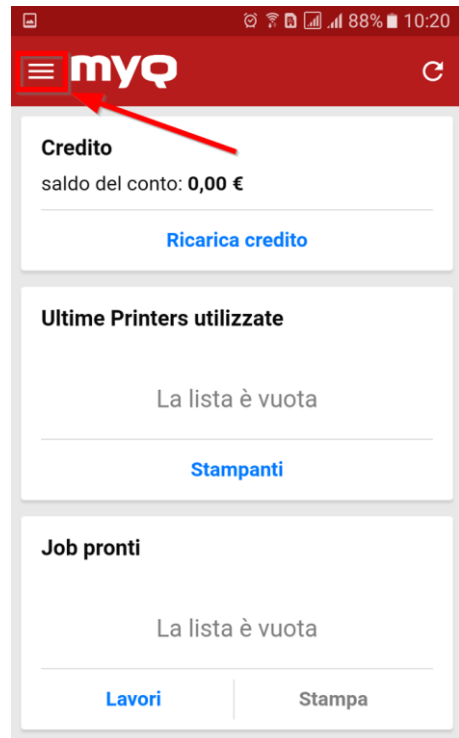 88% 10:20
myQ
Credito
saldo del conto: 0,00 €
Ricarica credito
Ultime Printers utilizzate
La lista è vuota
Stampanti
Job pronti
La lista è vuota
Lavori Stampa